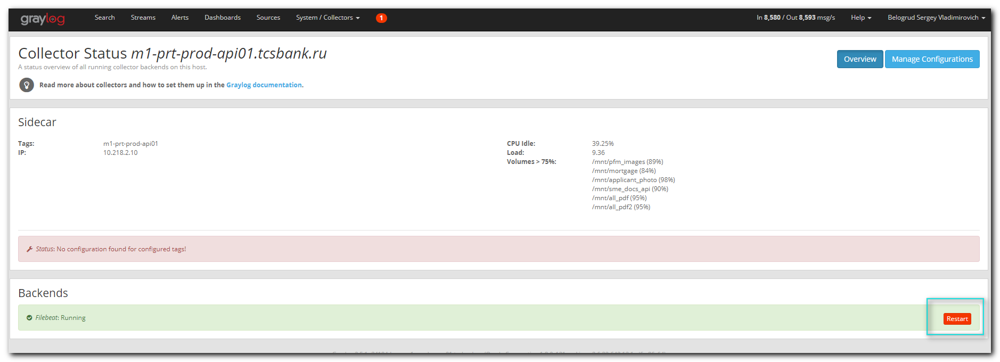 graylog Search Streams Alerts Dashboards Sources System / Collectors 1 In 8,580 / Out 8,593 msg/s Help Belogrud Sergey Vladimirovich
Collector Status m1-prt-prod-api01.tcsbank.ru
Overview Manage Configurations
A status overview of all running collector backends on this host.
Read more about collectors and how to set them up in the Graylog documentation.
Sidecar
Tags: m1-prt-prod-api01
IP: 10.218.2.10
CPU Idle: 39.25%
Load: 9.36
Volumes > 75%: /mnt/pfm_images (89%)
/mnt/mortgage (84%)
/mnt/applicant_photo (98%)
/mnt/sme_docs_api (90%)
/mnt/all_pdf (95%)
/mnt/all_pdf2 (95%)
Status: No configuration found for configured tags!
Backends
Filebeat: Running
Restart